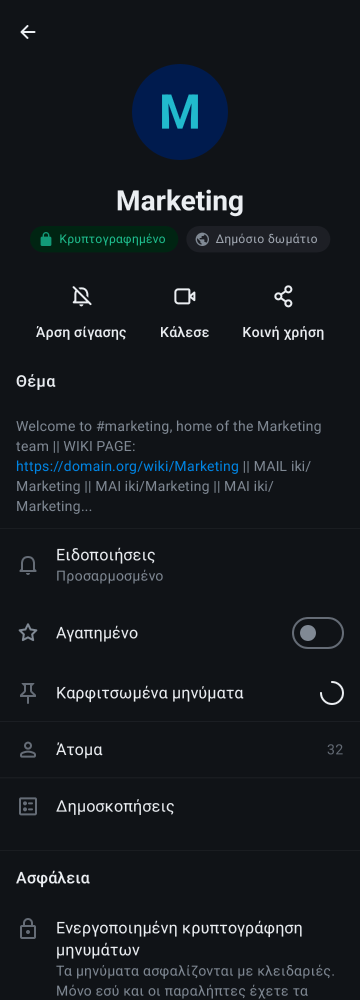 M
Marketing
Κρυπτογραφημένο
Δημόσιο δωμάτιο
Άρση σίγασης
Κάλεσε
Κοινή χρήση
Θέμα
Welcome to #marketing, home of the Marketing
team || WIKI PAGE:
https://domain.org/wiki/Marketing || MAIL iki/
Marketing || MAI iki/Marketing || MAI iki/
Marketing...
Ειδοποιήσεις
Προσαρμοσμένο
Αγαπημένο
Καρφιτσωμένα μηνύματα
Άτομα
32
Δημοσκοπήσεις
Ασφάλεια
Ενεργοποιημένη κρυπτογράφηση
μηνυμάτων
Τα μηνύματα ασφαλίζονται με κλειδαριές.
Μόνο εσύ και οι παραλήπτες έχετε τα